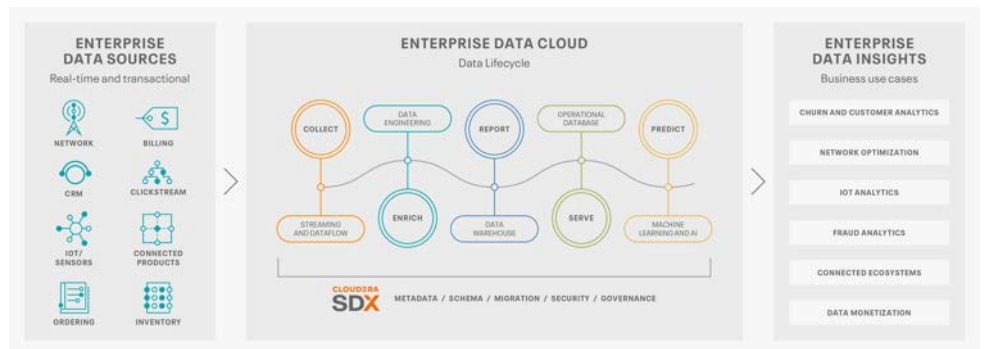 ENTERPRISE
DATA SOURCES
Real-time and transactional
NETWORK
BILLING
CRM
CLICKSTREAM
IOT/
SENSORS
CONNECTED
PRODUCTS
ORDERING
INVENTORY
ENTERPRISE DATA CLOUD
Data Lifecycle
COLLECT
DATA
ENGINEERING
REPORT
OPERATIONAL
DATABASE
PREDICT
STREAMING
AND DATAFLOW
ENRICH
DATA
WAREHOUSE
SERVE
MACHINE
LEARNING AND AI
CLOUDERA
SDX
METADATA / SCHEMA / MIGRATION / SECURITY / GOVERNANCE
ENTERPRISE
DATA INSIGHTS
Business use cases
CHURN AND CUSTOMER ANALYTICS
NETWORK OPTIMIZATION
IOT ANALYTICS
FRAUD ANALYTICS
CONNECTED ECOSYSTEMS
DATA MONETIZATION